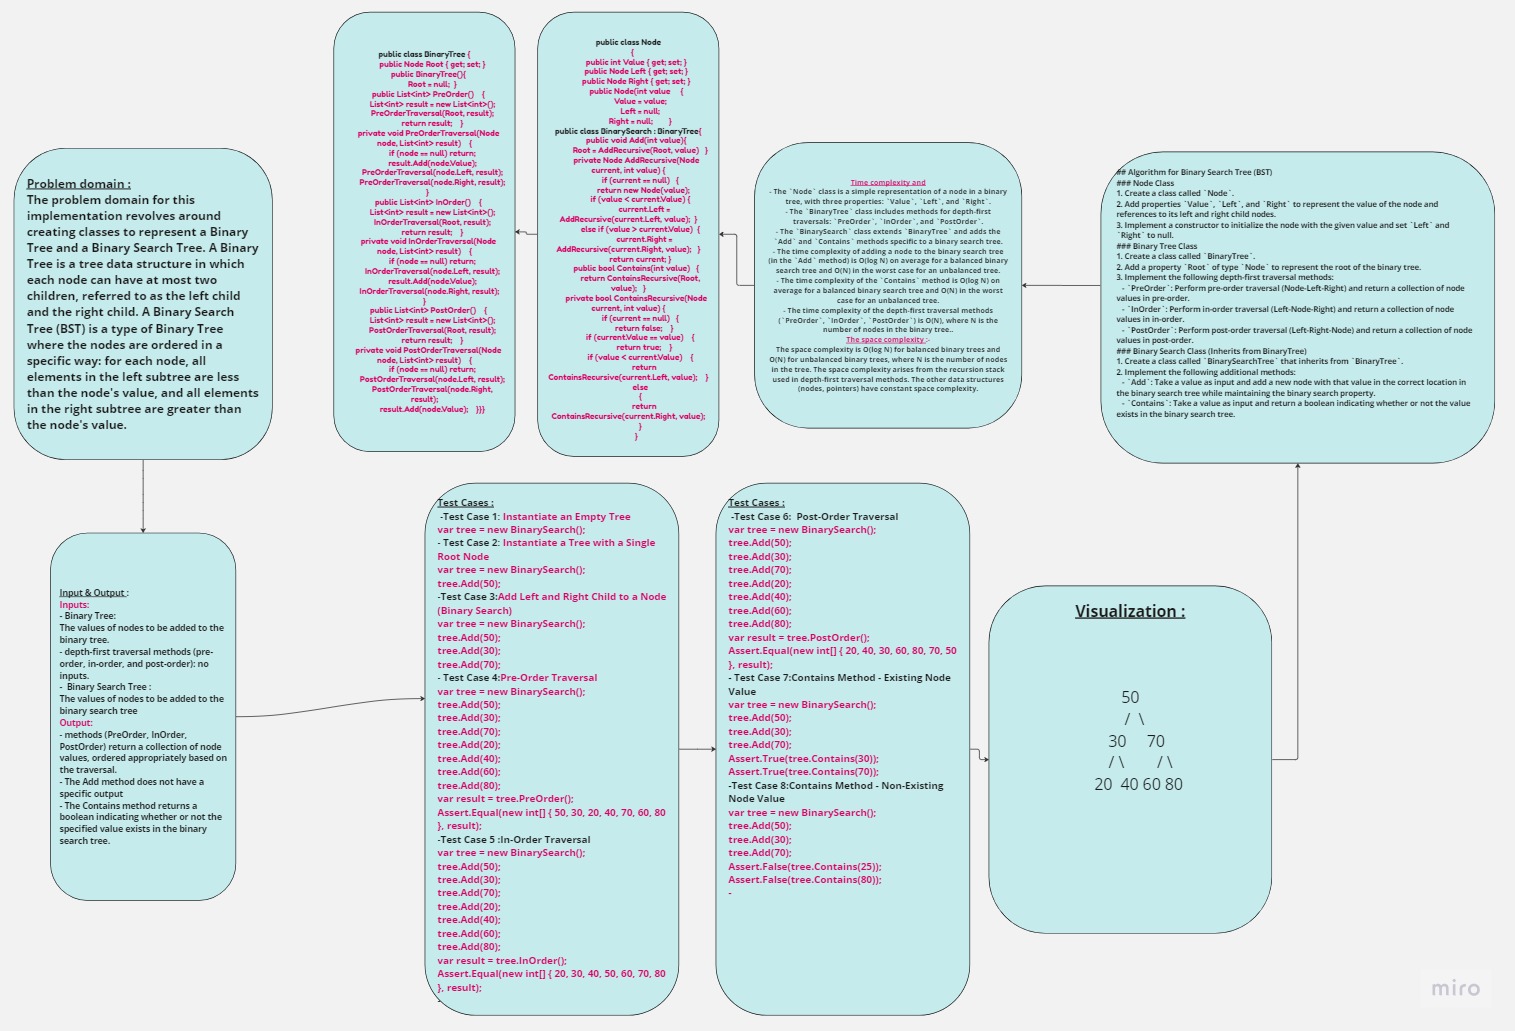 Problem domain :
The problem domain for this
implementation revolves around
creating classes to represent a Binary
Tree and a Binary Search Tree. A Binary
Tree is a tree data structure in which
each node can have at most two
children, referred to as the left child
and the right child. A Binary Search
Tree (BST) is a type of Binary Tree
where the nodes are ordered in a
specific way: for each node, all
elements in the left subtree are less
than the node's value, and all elements
in the right subtree are greater than
the node's value.
Input & Output :
Inputs:
- Binary Tree:
The values of nodes to be added to the
binary tree.
- depth-first traversal methods (pre-
order, in-order, and post-order): no
inputs.
- Binary Search Tree :
The values of nodes to be added to the
binary search tree
Output:
- methods (PreOrder, InOrder,
PostOrder) return a collection of node
values, ordered appropriately based on
the traversal.
- The Add method does not have a
specific output
- The Contains method returns a
boolean indicating whether or not the
specified value exists in the binary
search tree.
Test Cases :
-Test Case 1: Instantiate an Empty Tree
var tree = new BinarySearch();
- Test Case 2: Instantiate a Tree with a Single
Root Node
var tree = new BinarySearch();
tree.Add(50);
-Test Case 3:Add Left and Right Child to a Node
(Binary Search)
var tree = new BinarySearch();
tree.Add(50);
tree.Add(30);
tree.Add(70);
- Test Case 4:Pre-Order Traversal
var tree = new BinarySearch();
tree.Add(50);
tree.Add(30);
tree.Add(70);
tree.Add(20);
tree.Add(40);
tree.Add(60);
tree.Add(80);
var result = tree.PreOrder();
Assert.Equal(new int[] { 50, 30, 20, 40, 70, 60, 80
}, result);
-Test Case 5 :In-Order Traversal
var tree = new BinarySearch();
tree.Add(50);
tree.Add(30);
tree.Add(70);
tree.Add(20);
tree.Add(40);
tree.Add(60);
tree.Add(80);
var result = tree.InOrder();
Assert.Equal(new int[] { 20, 30, 40, 50, 60, 70, 80
}, result);
-
Test Cases :
-Test Case 6: Post-Order Traversal
var tree = new BinarySearch();
tree.Add(50);
tree.Add(30);
tree.Add(70);
tree.Add(20);
tree.Add(40);
tree.Add(60);
tree.Add(80);
var result = tree.PostOrder();
Assert.Equal(new int[] { 20, 40, 30, 60, 80, 70, 50
}, result);
- Test Case 7:Contains Method - Existing Node
Value
var tree = new BinarySearch();
tree.Add(50);
tree.Add(30);
tree.Add(70);
Assert.True(tree.Contains(30));
Assert.True(tree.Contains(70));
-Test Case 8:Contains Method - Non-Existing
Node Value
var tree = new BinarySearch();
tree.Add(50);
tree.Add(30);
tree.Add(70);
Assert.False(tree.Contains(25));
Assert.False(tree.Contains(80));
-
Visualization :
50
/ \
30 70
/ \ / \
20 40 60 80
## Algorithm for Binary Search Tree (BST)
### Node Class
1. Create a class called `Node`.
2. Add properties `Value`, `Left`, and `Right` to represent the value of the node and
references to its left and right child nodes.
3. Implement a constructor to initialize the node with the given value and set `Left` and
`Right` to null.
### Binary Tree Class
1. Create a class called `BinaryTree`.
2. Add a property `Root` of type `Node` to represent the root of the binary tree.
3. Implement the following depth-first traversal methods:
- `PreOrder`: Perform pre-order traversal (Node-Left-Right) and return a collection of node
values in pre-order.
- `InOrder`: Perform in-order traversal (Left-Node-Right) and return a collection of node
values in in-order.
- `PostOrder`: Perform post-order traversal (Left-Right-Node) and return a collection of node
values in post-order.
### Binary Search Class (Inherits from BinaryTree)
1. Create a class called `BinarySearchTree` that inherits from `BinaryTree`.
2. Implement the following additional methods:
- `Add`: Take a value as input and add a new node with that value in the correct location in
the binary search tree while maintaining the binary search property.
- `Contains`: Take a value as input and return a boolean indicating whether or not the value
exists in the binary search tree.
Time complexity and
- The `Node` class is a simple representation of a node in a binary
tree, with three properties: `Value`, `Left`, and `Right`.
- The `BinaryTree` class includes methods for depth-first
traversals: `PreOrder`, `InOrder`, and `PostOrder`.
- The `BinarySearch` class extends `BinaryTree` and adds the
`Add` and `Contains` methods specific to a binary search tree.
- The time complexity of adding a node to the binary search tree
(in the `Add` method) is O(log N) on average for a balanced binary
search tree and O(N) in the worst case for an unbalanced tree.
- The time complexity of the `Contains` method is O(log N) on
average for a balanced binary search tree and O(N) in the worst
case for an unbalanced tree.
- The time complexity of the depth-first traversal methods
(`PreOrder`, `InOrder`, `PostOrder`) is O(N), where N is the
number of nodes in the binary tree..
The space complexity :-
The space complexity is O(log N) for balanced binary trees and
O(N) for unbalanced binary trees, where N is the number of nodes
in the tree. The space complexity arises from the recursion stack
used in depth-first traversal methods. The other data structures
(nodes, pointers) have constant space complexity.
public class Node
{
public int Value { get; set; }
public Node Left { get; set; }
public Node Right { get; set; }
public Node(int value {
Value = value;
Left = null;
Right = null; }
public class BinarySearch : BinaryTree{
public void Add(int value){
Root = AddRecursive(Root, value) }
private Node AddRecursive(Node
current, int value) {
if (current == null) {
return new Node(value);
if (value < current.Value) {
current.Left =
AddRecursive(current.Left, value); }
else if (value > current.Value) {
current.Right =
AddRecursive(current.Right, value); }
return current; }
public bool Contains(int value) {
return ContainsRecursive(Root,
value); }
private bool ContainsRecursive(Node
current, int value) {
if (current == null) {
return false; }
if (current.Value == value) {
return true; }
if (value < current.Value) {
return
ContainsRecursive(current.Left, value); }
else
{
return
ContainsRecursive(current.Right, value);
}
}
public class BinaryTree {
public Node Root { get; set; }
public BinaryTree(){
Root = null; }
public List<int> PreOrder() {
List<int> result = new List<int>();
PreOrderTraversal(Root, result);
return result; }
private void PreOrderTraversal(Node
node, List<int> result) {
if (node == null) return;
result.Add(node.Value);
PreOrderTraversal(node.Left, result);
PreOrderTraversal(node.Right, result);
}
public List<int> InOrder() {
List<int> result = new List<int>();
InOrderTraversal(Root, result);
return result; }
private void InOrderTraversal(Node
node, List<int> result) {
if (node == null) return;
InOrderTraversal(node.Left, result);
result.Add(node.Value);
InOrderTraversal(node.Right, result);
}
public List<int> PostOrder() {
List<int> result = new List<int>();
PostOrderTraversal(Root, result);
return result; }
private void PostOrderTraversal(Node
node, List<int> result) {
if (node == null) return;
PostOrderTraversal(node.Left, result);
PostOrderTraversal(node.Right,
result);
result.Add(node.Value); }}}
miro